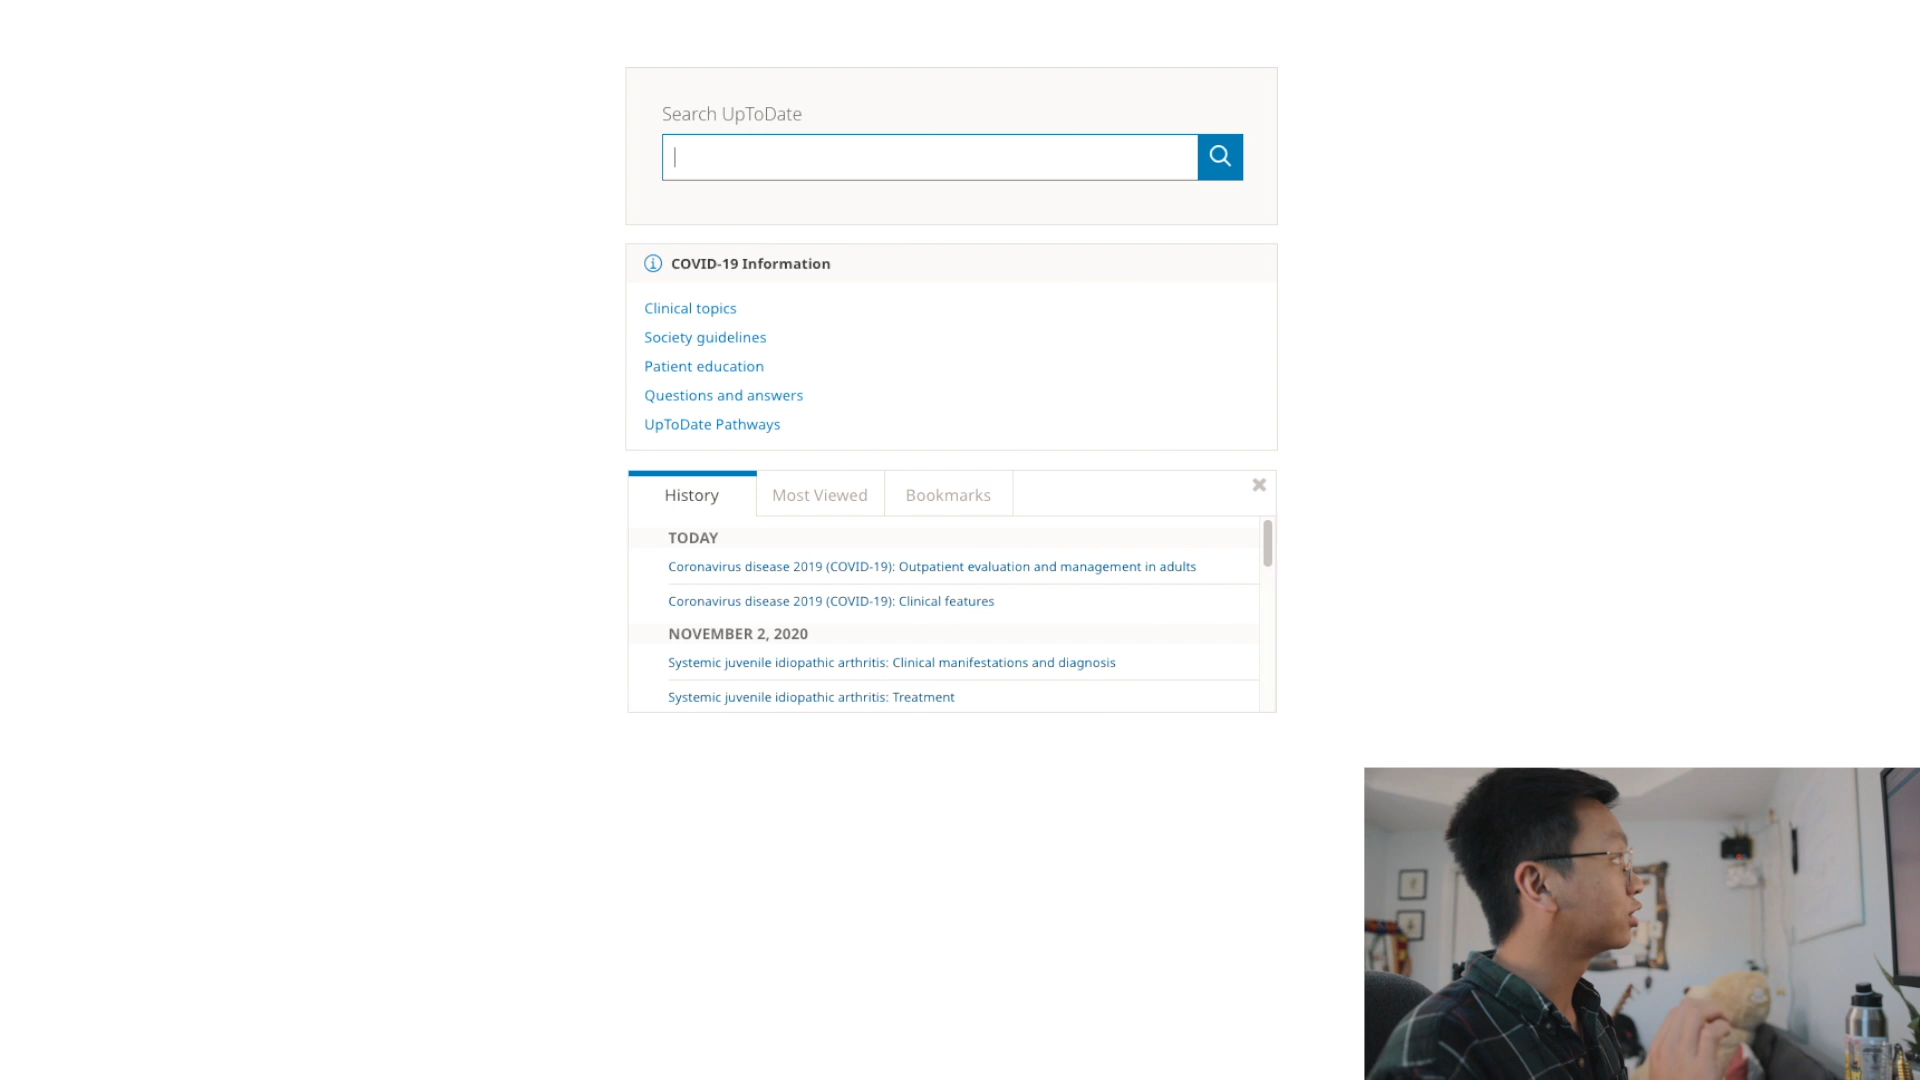 Search UpToDate
COVID-19 Information
Clinical topics
Society guidelines
Patient education
Questions and answers
UpToDate Pathways
History
Most Viewed
Bookmarks
TODAY
Coronavirus disease 2019 (COVID-19): Outpatient evaluation and management in adults
Coronavirus disease 2019 (COVID-19): Clinical features
NOVEMBER 2, 2020
Systemic juvenile idiopathic arthritis: Clinical manifestations and diagnosis
Systemic juvenile idiopathic arthritis: Treatment